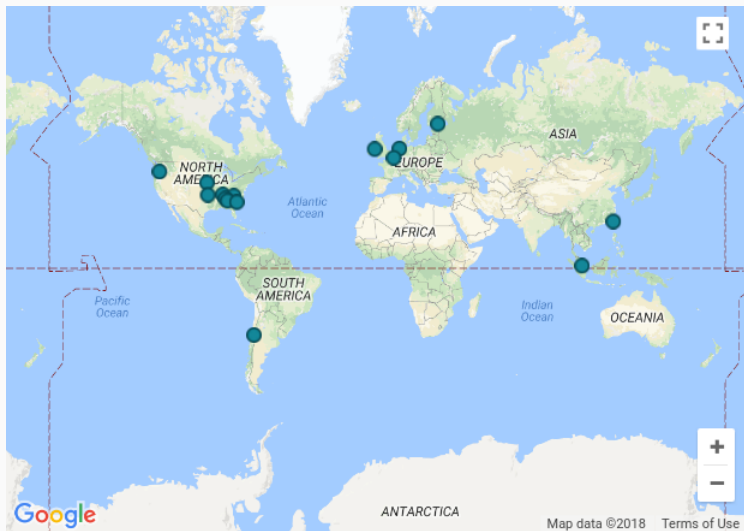 ASIA
NORTH
AMERICA
EUROPE
Atlantic
Ocean
AFRICA
SOUTH
AMERICA
Pacific
Ocean
Indian
Ocean
OCEANIA
+
−
ANTARCTICA
Google
Map data ©2018 Terms of Use